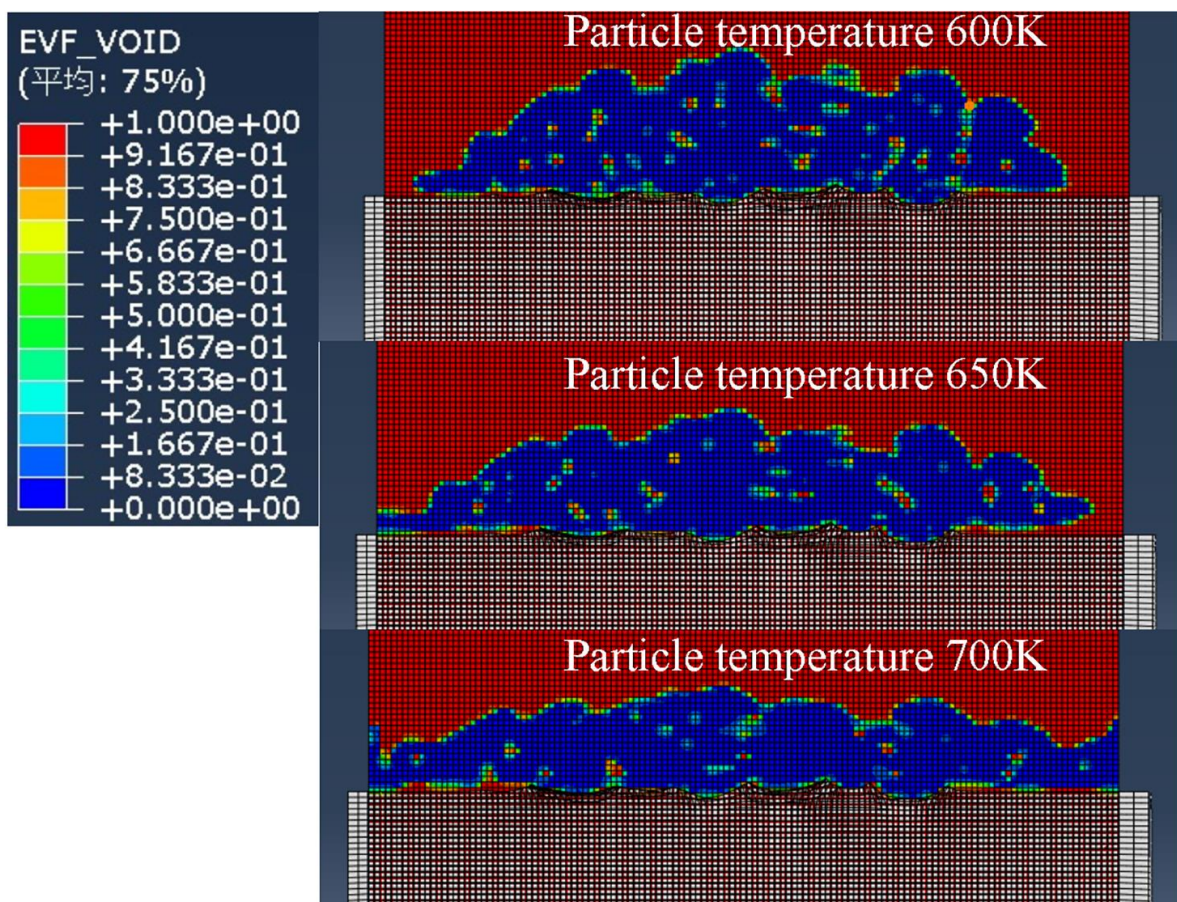 EVF_VOID
(平均: 75%)
+1.000e+00
+9.167e-01
+8.333e-01
+7.500e-01
+6.667e-01
+5.833e-01
+5.000e-01
+4.167e-01
+3.333e-01
+2.500e-01
+1.667e-01
+8.333e-02
+0.000e+00
Particle temperature 600K
Particle temperature 650K
Particle temperature 700K